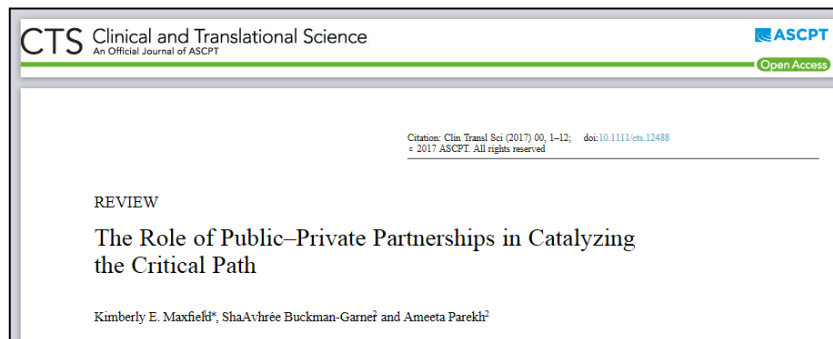 CTS Clinical and Translational Science
An Official Journal of ASCPT
ASCPT
Open Access
Citation: Clin Transl Sci (2017) 00, 1–12; doi:10.1111/cts.12488
c 2017 ASCPT. All rights reserved
REVIEW
The Role of Public–Private Partnerships in Catalyzing
the Critical Path
Kimberly E. Maxfield1*, ShaAvhrée Buckman-Garner2 and Ameeta Parekh2